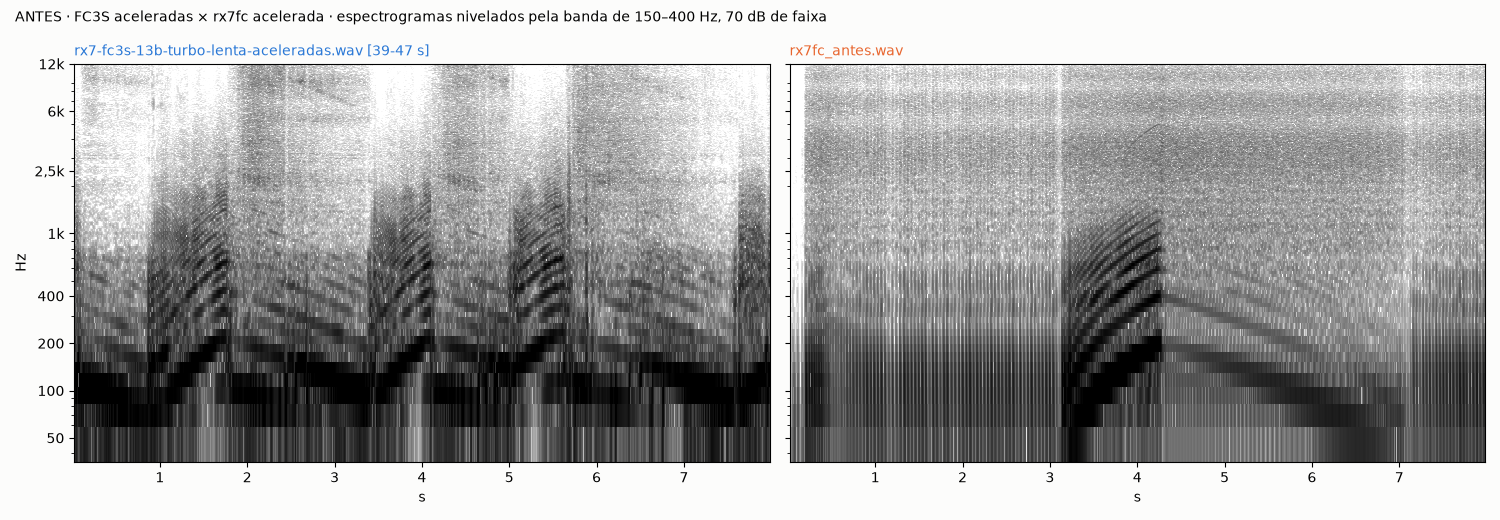 ANTES · FC3S aceleradas × rx7fc acelerada · espectrogramas nivelados pela banda de 150–400 Hz, 70 dB de faixa
rx7-fc3s-13b-turbo-lenta-aceleradas.wav [39-47 s]
rx7fc_antes.wav
12k
6k
2,5k
1k
400
200
100
50
Hz
1 2 3 4 5 6 7
s
1 2 3 4 5 6 7
s